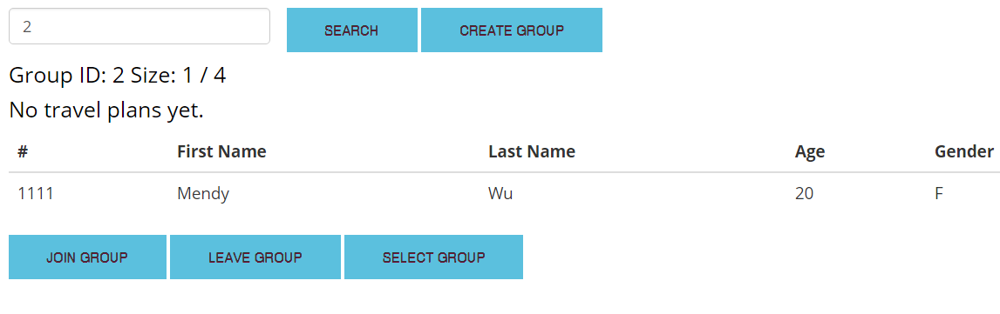 2 SEARCH CREATE GROUP
Group ID: 2 Size: 1 / 4
No travel plans yet.
# First Name Last Name Age Gender
1111 Mendy Wu 20 F
JOIN GROUP LEAVE GROUP SELECT GROUP